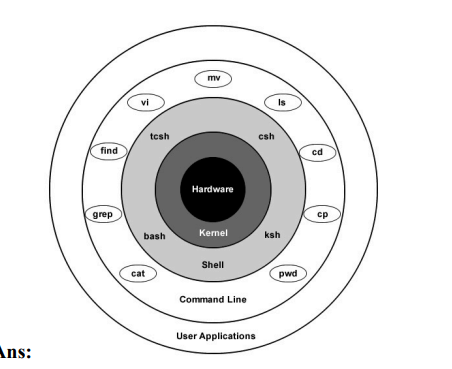 mv
vi
ls
tcsh
csh
find
cd
Hardware
grep
cp
Kernel
bash
ksh
Shell
cat
pwd
Command Line
User Applications
Ans: